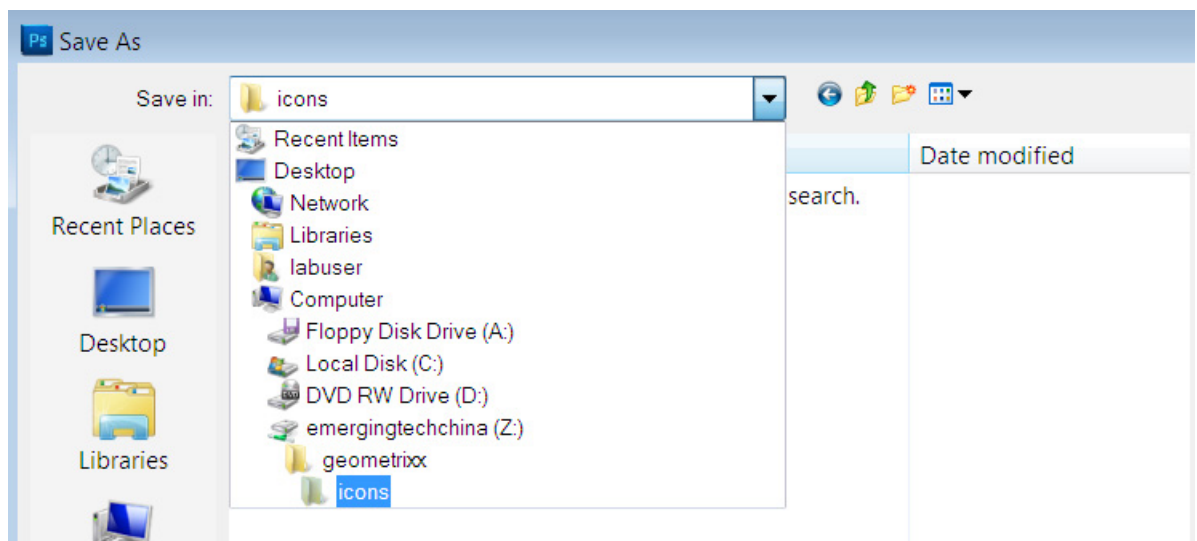 Ps Save As
Save in: icons
Recent Items
Date modified
Desktop
Network
search.
Recent Places
Libraries
labuser
Computer
Floppy Disk Drive (A:)
Desktop
Local Disk (C:)
DVD RW Drive (D:)
emergingtechchina (Z:)
Libraries
geometrixx
icons